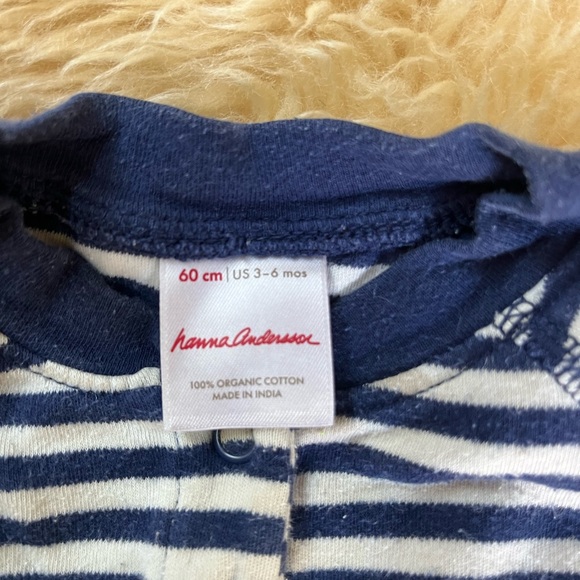 60 cm | US 3-6 mos
hanna andersson
100% ORGANIC COTTON
MADE IN INDIA